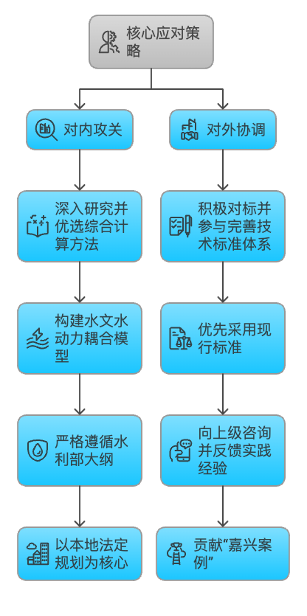 核心应对策
略
对内攻关
对外协调
深入研究并
优选综合计
算方法
积极对标并
参与完善技
术标准体系
构建水文水
动力耦合模
型
优先采用现
行标准
严格遵循水
利部大纲
向上级咨询
并反馈实践
经验
以本地法定
规划为核心
贡献"嘉兴案
例"